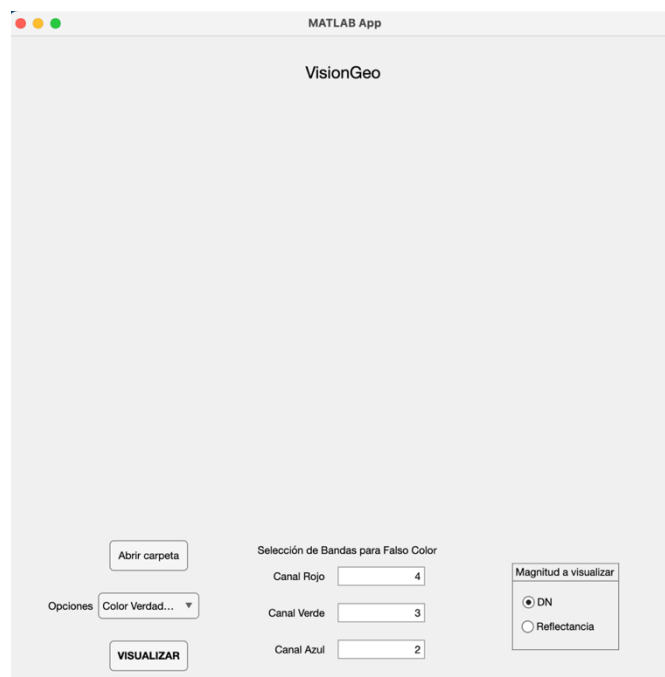 MATLAB App
VisionGeo
Abrir carpeta
Opciones Color Verdad...
VISUALIZAR
Selección de Bandas para Falso Color
Canal Rojo 4
Canal Verde 3
Canal Azul 2
Magnitud a visualizar
DN
Reflectancia